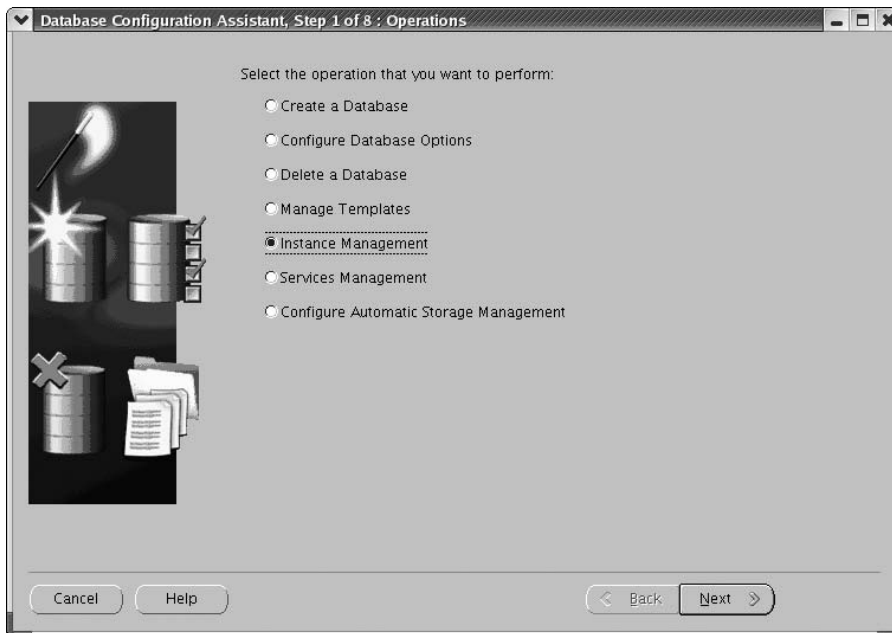 Database Configuration Assistant, Step 1 of 8 : Operations
Select the operation that you want to perform:
Create a Database
Configure Database Options
Delete a Database
Manage Templates
Instance Management
Services Management
Configure Automatic Storage Management
Cancel
Help
Back
Next